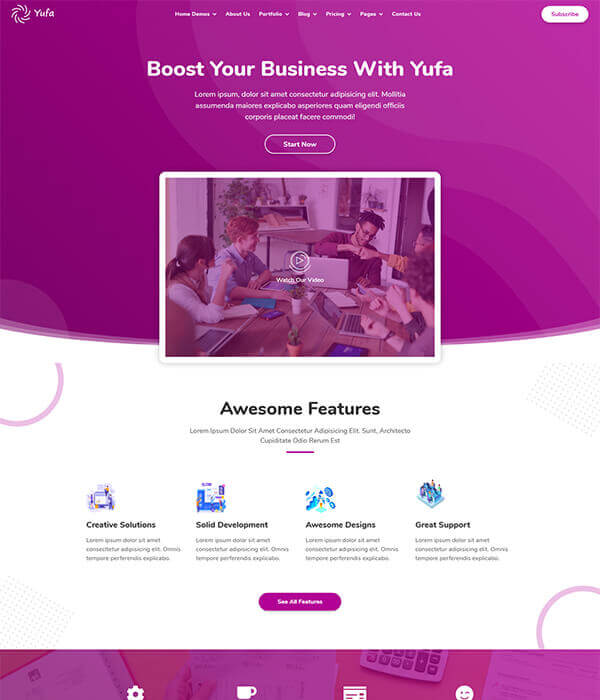 Yufa
Home Demos
About Us
Portfolio
Blog
Pricing
Pages
Contact Us
Subscribe
Boost Your Business With Yufa
Lorem ipsum, dolor sit amet consectetur adipisicing elit. Mollitia
assumenda maiores explicabo asperiores quam eligendi officiis
corporis placeat facere commodi!
Start Now
Watch Our Video
Awesome Features
Lorem Ipsum Dolor Sit Amet Consectetur Adipisicing Elit. Sunt, Architecto
Cupiditate Odio Rerum Est
Creative Solutions
Lorem ipsum dolor sit amet
consectetur adipisicing elit. Omnis
tempore perferendis explicabo.
Solid Development
Lorem ipsum dolor sit amet
consectetur adipisicing elit. Omnis
tempore perferendis explicabo.
Awesome Designs
Lorem ipsum dolor sit amet
consectetur adipisicing elit. Omnis
tempore perferendis explicabo.
Great Support
Lorem ipsum dolor sit amet
consectetur adipisicing elit. Omnis
tempore perferendis explicabo.
See All Features